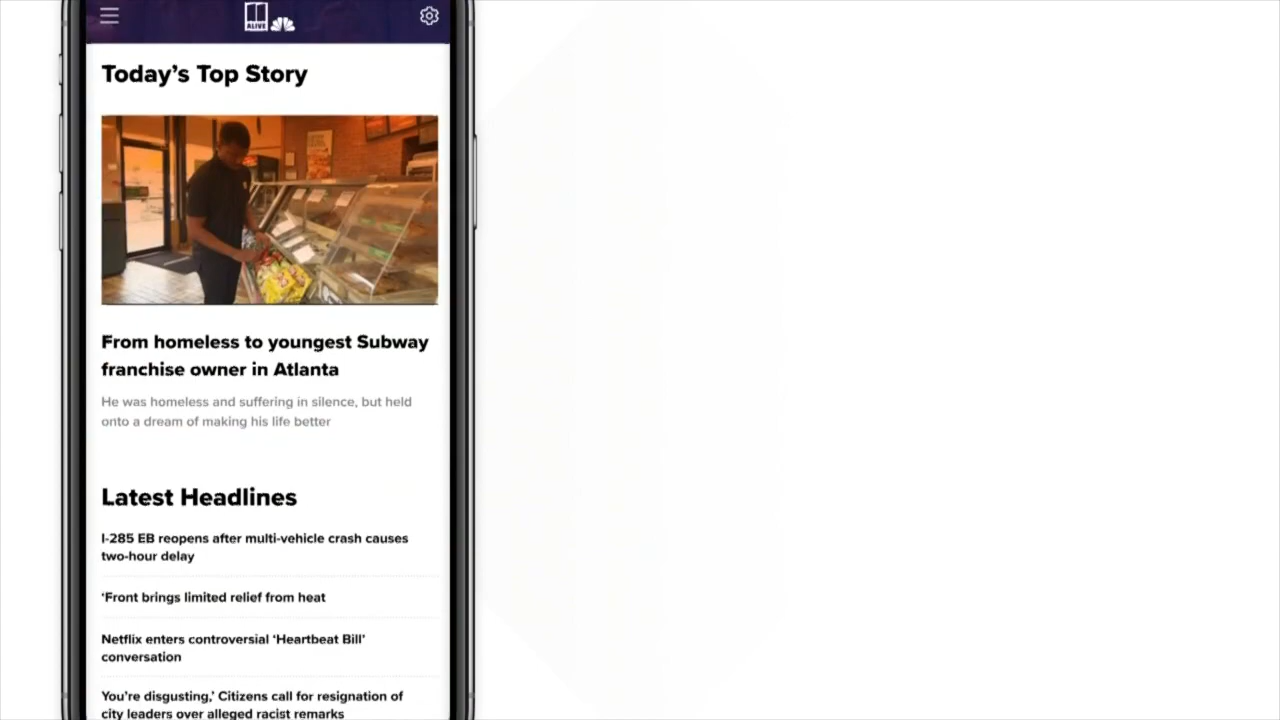 ALIVE
Today's Top Story
From homeless to youngest Subway
franchise owner in Atlanta
He was homeless and suffering in silence, but held
onto a dream of making his life better
Latest Headlines
I-285 EB reopens after multi-vehicle crash causes
two-hour delay
‘Front brings limited relief from heat
Netflix enters controversial ‘Heartbeat Bill’
conversation
You’re disgusting,’ Citizens call for resignation of
city leaders over alleged racist remarks